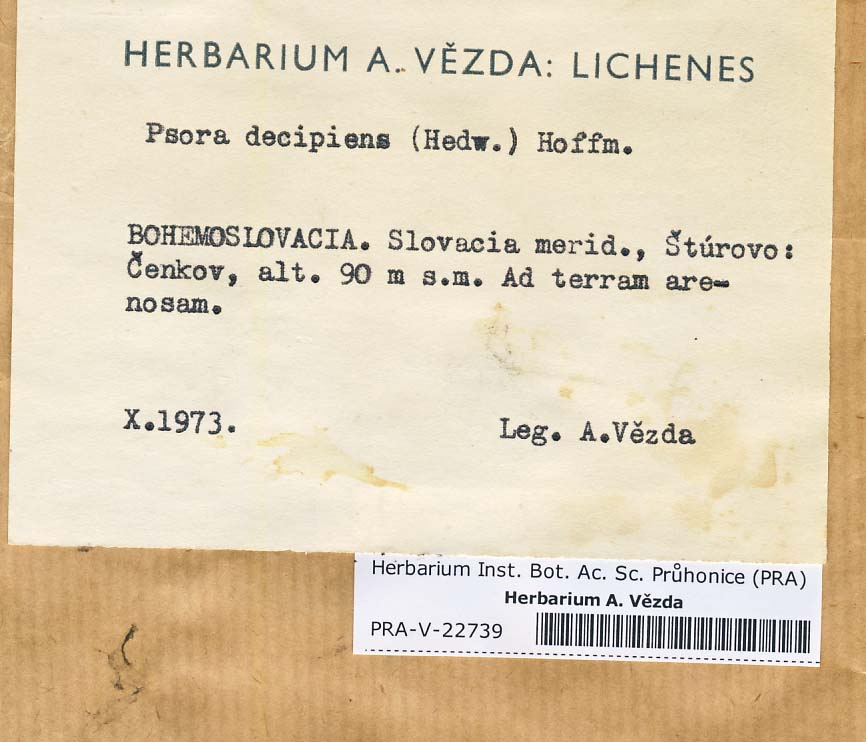 HERBARIUM A. VĚZDA: LICHENES
Psora decipiens (Hedw.) Hoffm.
BOHEMOSLOVACIA. Slovacia merid., Štúrovo:
Čenkov, alt. 90 m s.m. Ad terram are-
nosam.
X.1973.
Leg. A.Vězda
Herbarium Inst. Bot. Ac. Sc. Průhonice (PRA)
Herbarium A. Vězda
PRA-V-22739